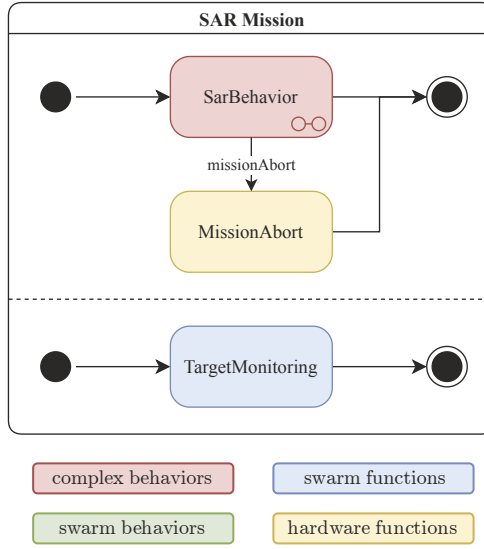 SAR Mission
SarBehavior
missionAbort
MissionAbort
TargetMonitoring
complex behaviors
swarm functions
swarm behaviors
hardware functions